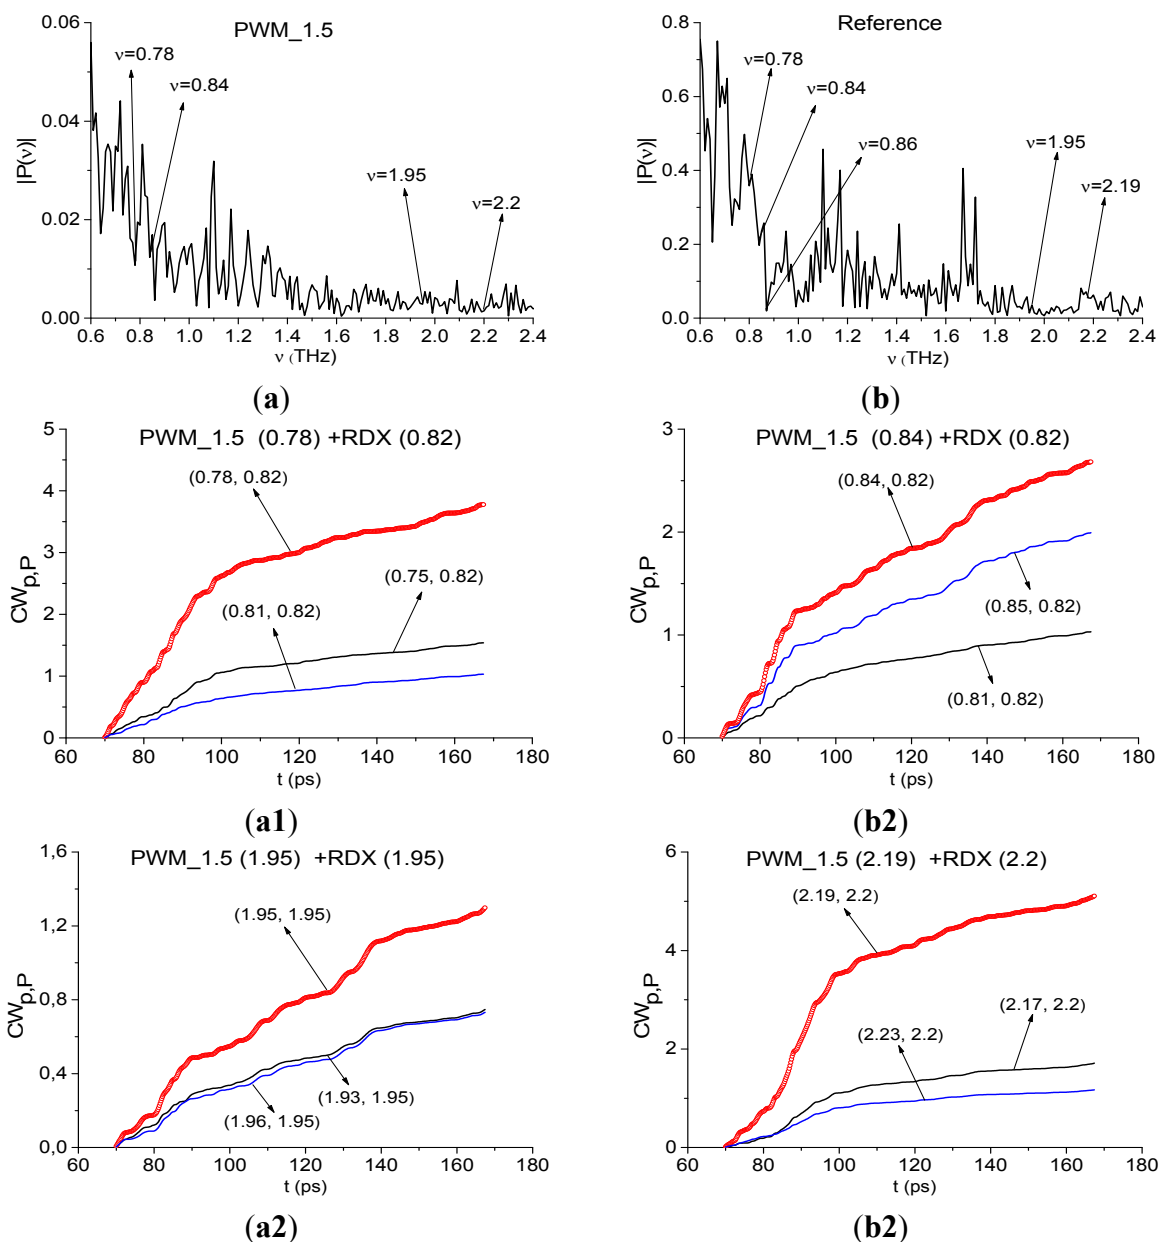 PWM_1.5
0.06
0.04
0.02
0.00
|P(ν)|
ν=0.78
ν=0.84
ν=1.95
ν=2.2
0.6 0.8 1.0 1.2 1.4 1.6 1.8 2.0 2.2 2.4
ν (THz)
(a)
Reference
0.8
0.6
0.4
0.2
0.0
|P(ν)|
ν=0.78
ν=0.84
ν=0.86
ν=1.95
ν=2.19
0.6 0.8 1.0 1.2 1.4 1.6 1.8 2.0 2.2 2.4
ν (THz)
(b)
PWM_1.5 (0.78) +RDX (0.82)
5
4
3
2
1
0
CWp,P
(0.78, 0.82)
(0.75, 0.82)
(0.81, 0.82)
60 80 100 120 140 160 180
t (ps)
(a1)
PWM_1.5 (0.84) +RDX (0.82)
3
2
1
0
CWp,P
(0.84, 0.82)
(0.85, 0.82)
(0.81, 0.82)
60 80 100 120 140 160 180
t (ps)
(b2)
PWM_1.5 (1.95) +RDX (1.95)
1,6
1,2
0,8
0,4
0,0
CWp,P
(1.95, 1.95)
(1.93, 1.95)
(1.96, 1.95)
60 80 100 120 140 160 180
t (ps)
(a2)
PWM_1.5 (2.19) +RDX (2.2)
6
4
2
0
CWp,P
(2.19, 2.2)
(2.17, 2.2)
(2.23, 2.2)
60 80 100 120 140 160 180
t (ps)
(b2)